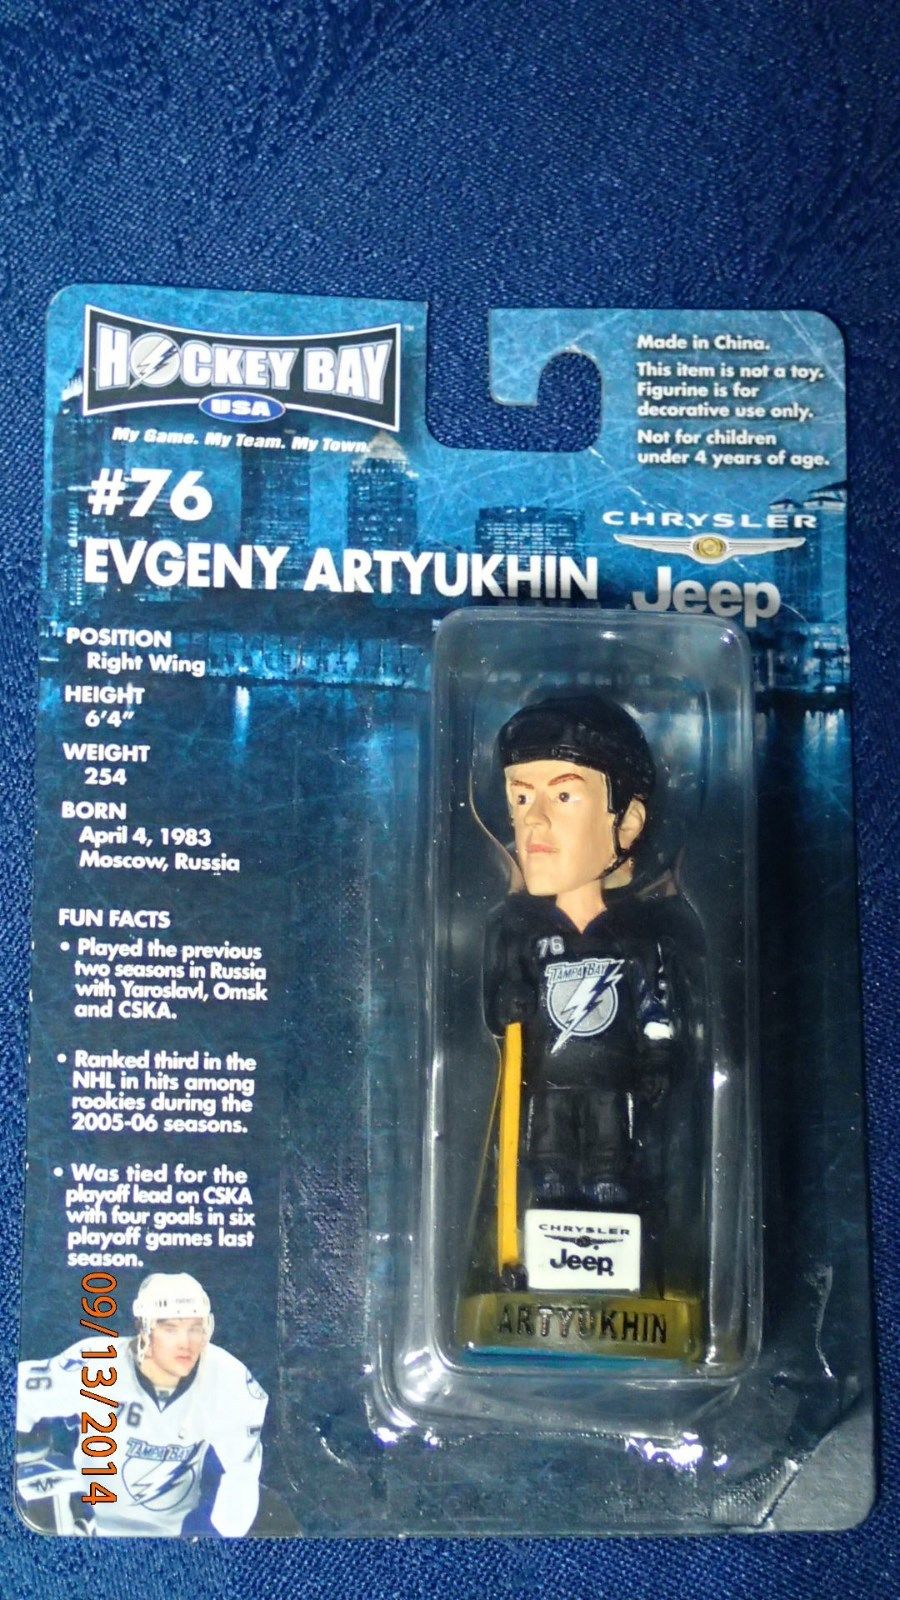 HOCKEY BAY
USA
My Game. My Team. My Town.
Made in China.
This item is not a toy.
Figurine is for
decorative use only.
Not for children
under 4 years of age.
#76
EVGENY ARTYUKHIN
CHRYSLER
Jeep
POSITION
Right Wing
HEIGHT
6'4"
WEIGHT
254
BORN
April 4, 1983
Moscow, Russia
FUN FACTS
• Played the previous
two seasons in Russia
with Yaroslavl, Omsk
and CSKA.
• Ranked third in the
NHL in hits among
rookies during the
2005-06 seasons.
• Was tied for the
playoff lead on CSKA
with four goals in six
playoff games last
season.
76
TAMPA BAY
CHRYSLER
Jeep
ARTYUKHIN
76
76
7
TAMPA BAY
09/13/2014